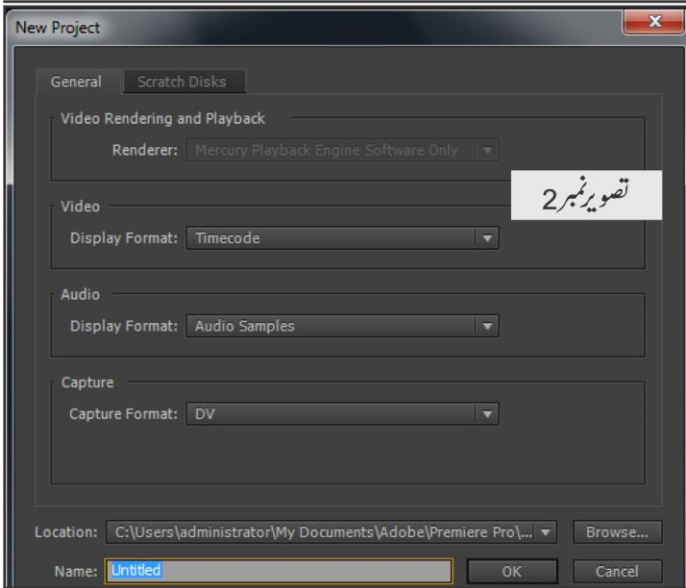 New Project
General Scratch Disks
Video Rendering and Playback
Renderer: Mercury Playback Engine Software Only
تصویرنمبر2
Video
Display Format: Timecode
Audio
Display Format: Audio Samples
Capture
Capture Format: DV
Location: C:\Users\administrator\My Documents\Adobe\Premiere Pro\... Browse...
Name: Untitled OK Cancel